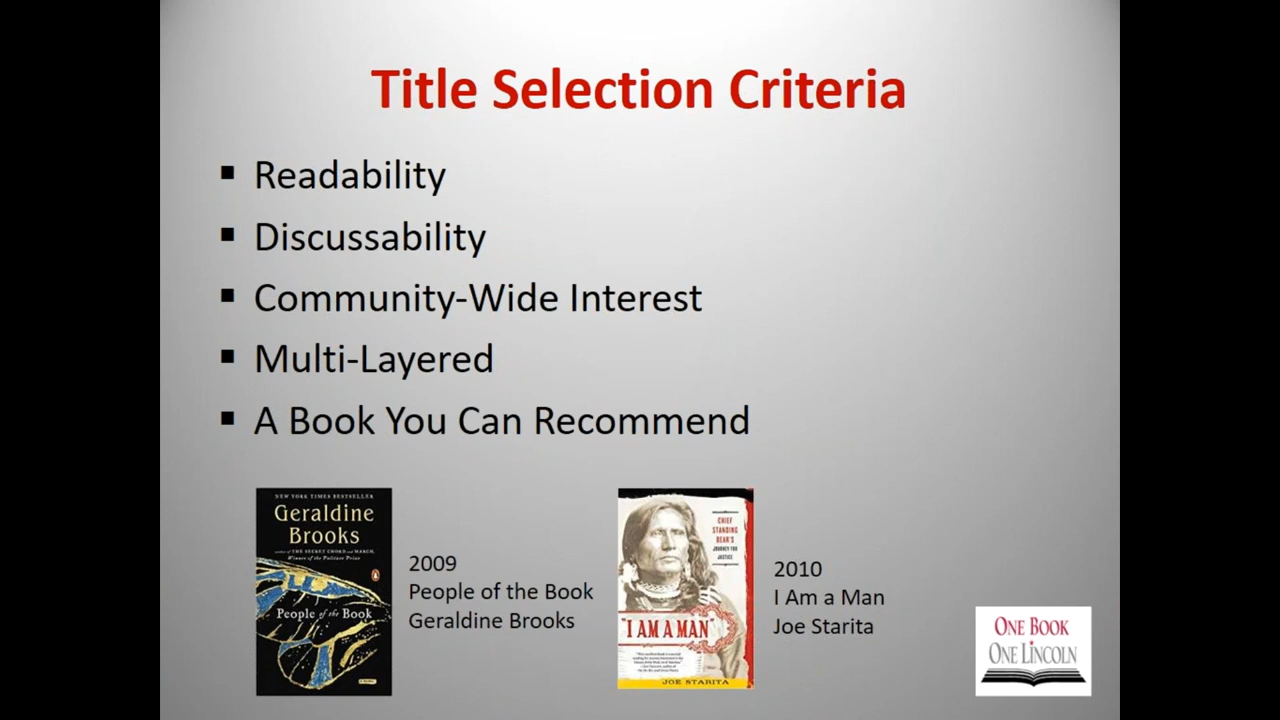 Title Selection Criteria
▪ Readability
▪ Discussability
▪ Community-Wide Interest
▪ Multi-Layered
▪ A Book You Can Recommend
NEW YORK TIMES BESTSELLER
Geraldine
Brooks
author of THE SECRET CHORD and MARCH,
Winner of the Pulitzer Prize
People of the Book
2009
People of the Book
Geraldine Brooks
CHIEF
STANDING
BEAR'S
JOURNEY FOR
JUSTICE
"I AM A MAN"
JOE STARITA
2010
I Am a Man
Joe Starita
ONE BOOK
ONE LINCOLN